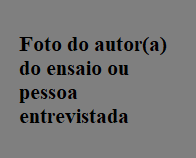 Foto do autor(a)
do ensaio ou
pessoa
entrevistada